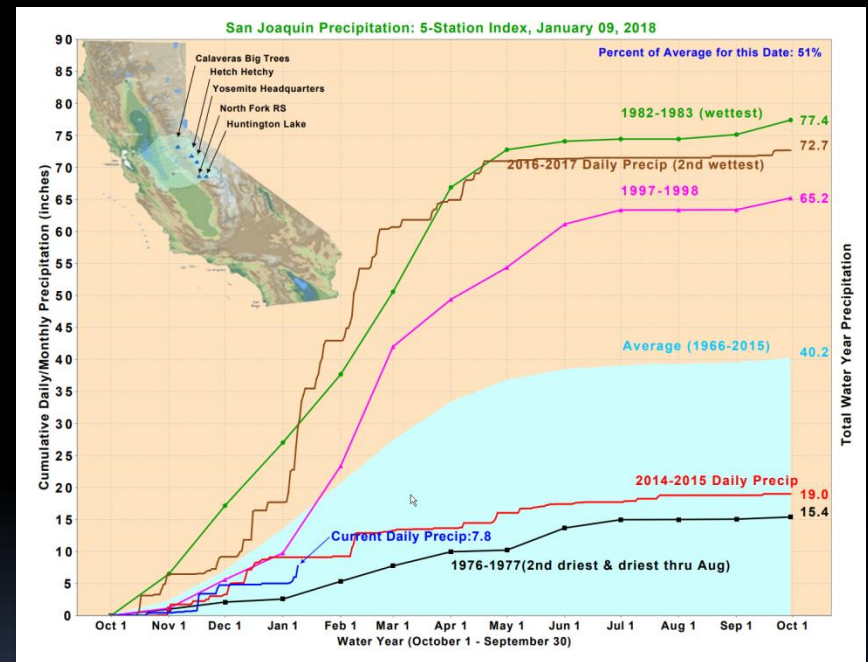 San Joaquin Precipitation: 5-Station Index, January 09, 2018
Percent of Average for this Date: 51%
Calaveras Big Trees
Hetch Hetchy
Yosemite Headquarters
North Fork RS
Huntington Lake
Cumulative Daily/Monthly Precipitation (inches)
90
85
80
75
70
65
60
55
50
45
40
35
30
25
20
15
10
5
0
1982-1983 (wettest)
77.4
2016-2017 Daily Precip (2nd wettest)
72.7
1997-1998
65.2
Average (1966-2015)
40.2
2014-2015 Daily Precip
19.0
Current Daily Precip:7.8
1976-1977(2nd driest & driest thru Aug)
15.4
Total Water Year Precipitation
Oct 1 Nov 1 Dec 1 Jan 1 Feb 1 Mar 1 Apr 1 May 1 Jun 1 Jul 1 Aug 1 Sep 1 Oct 1
Water Year (October 1 - September 30)